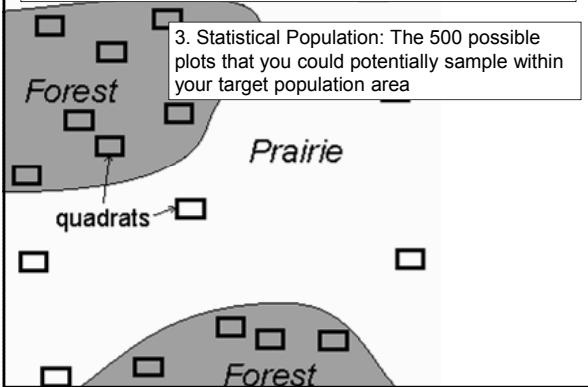 3. Statistical Population: The 500 possible
plots that you could potentially sample within
your target population area
Forest
Prairie
quadrats
Forest